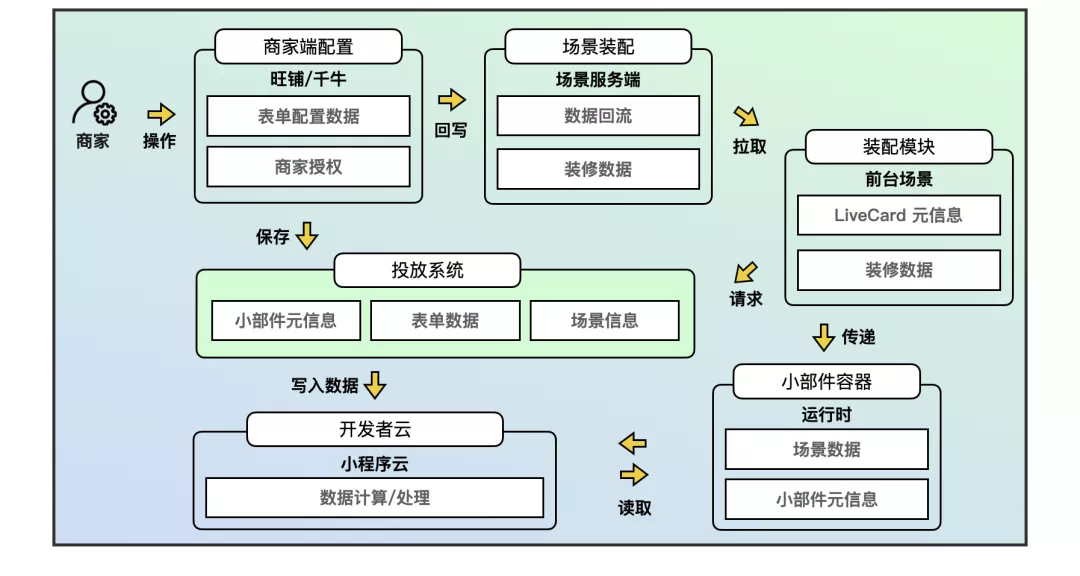 商家
操作
商家端配置
旺铺/千牛
表单配置数据
商家授权
回写
场景装配
场景服务端
数据回流
装修数据
拉取
装配模块
前台场景
LiveCard 元信息
装修数据
保存
投放系统
小部件元信息
表单数据
场景信息
请求
传递
写入数据
开发者云
小程序云
数据计算/处理
读取
小部件容器
运行时
场景数据
小部件元信息